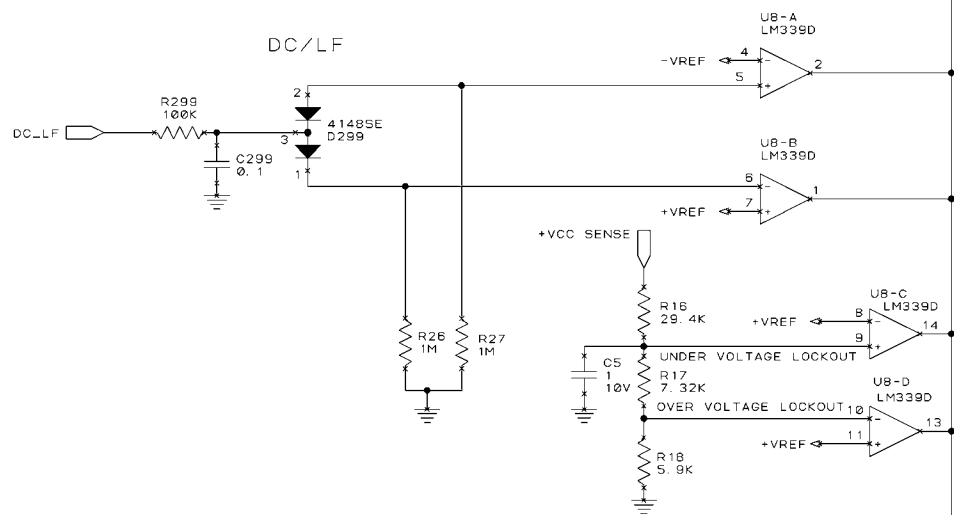 U8-A
LM339D
DC/LF
4
-VREF
2
5
2
R299
100K
4148SE
D299
DC_LF
3
C299
0.1
U8-B
LM339D
1
6
1
7
+VREF
+VCC SENSE
R16
29.4K
U8-C
LM339D
8
+VREF
14
9
R26
1M
R27
1M
UNDER VOLTAGE LOCKOUT
C5
1
10V
R17
7.32K
U8-D
LM339D
OVER VOLTAGE LOCKOUT
10
13
11
+VREF
R18
5.9K